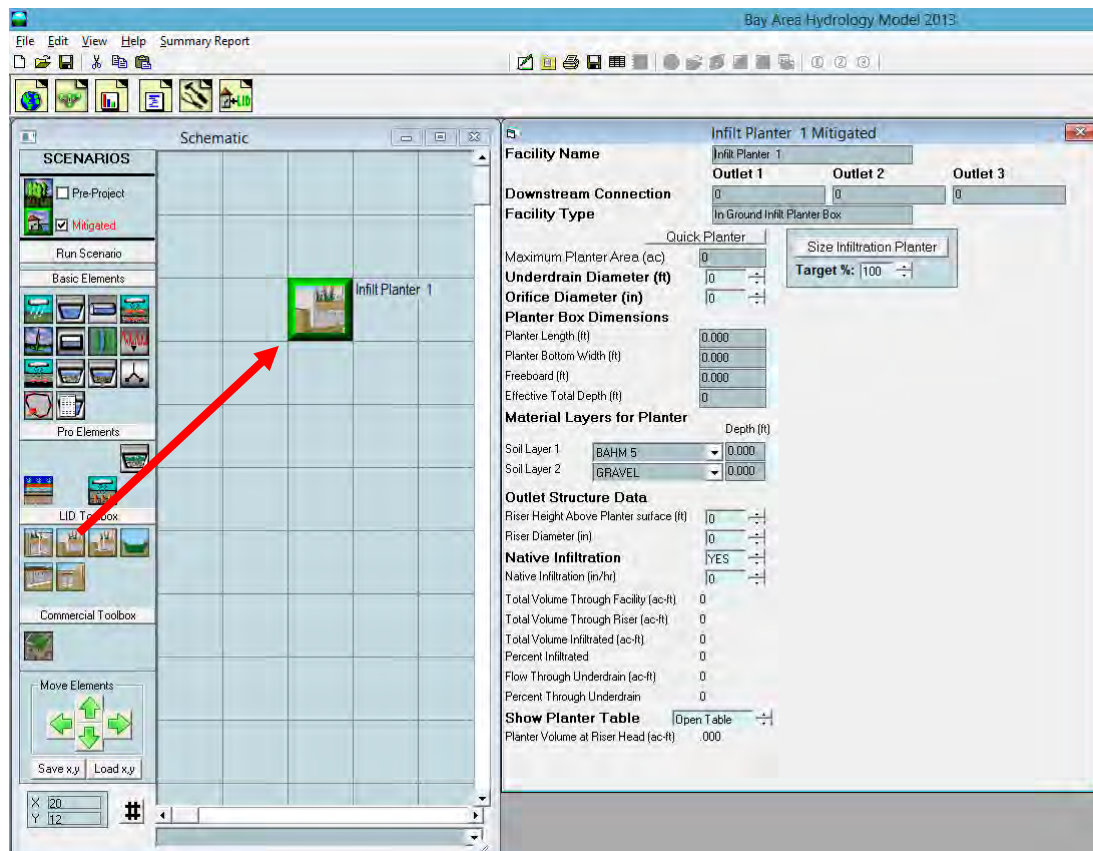 Bay Area Hydrology Model 2013
File Edit View Help Summary Report
+LID
Schematic
SCENARIOS
Pre-Project
Mitigated
Run Scenario
Basic Elements
Pro Elements
LID Toolbox
Commercial Toolbox
Move Elements
Save x,y Load x,y
X 20
Y 12
#
Infilt Planter 1
Infilt Planter 1 Mitigated
Facility Name Infilt Planter 1
Outlet 1 Outlet 2 Outlet 3
Downstream Connection 0 0 0
Facility Type In Ground Infilt Planter Box
Quick Planter
Size Infiltration Planter
Maximum Planter Area (ac) 0
Target %: 100
Underdrain Diameter (ft) 0
Orifice Diameter (in) 0
Planter Box Dimensions
Planter Length (ft) 0.000
Planter Bottom Width (ft) 0.000
Freeboard (ft) 0.000
Effective Total Depth (ft) 0
Material Layers for Planter
Depth (ft)
Soil Layer 1 BAHM 5 0.000
Soil Layer 2 GRAVEL 0.000
Outlet Structure Data
Riser Height Above Planter surface (ft) 0
Riser Diameter (in) 0
Native Infiltration YES
Native Infiltration (in/hr) 0
Total Volume Through Facility (ac-ft) 0
Total Volume Through Riser (ac-ft) 0
Total Volume Infiltrated (ac-ft) 0
Percent Infiltrated 0
Flow Through Underdrain (ac-ft) 0
Percent Through Underdrain 0
Show Planter Table Open Table
Planter Volume at Riser Head (ac-ft) .000